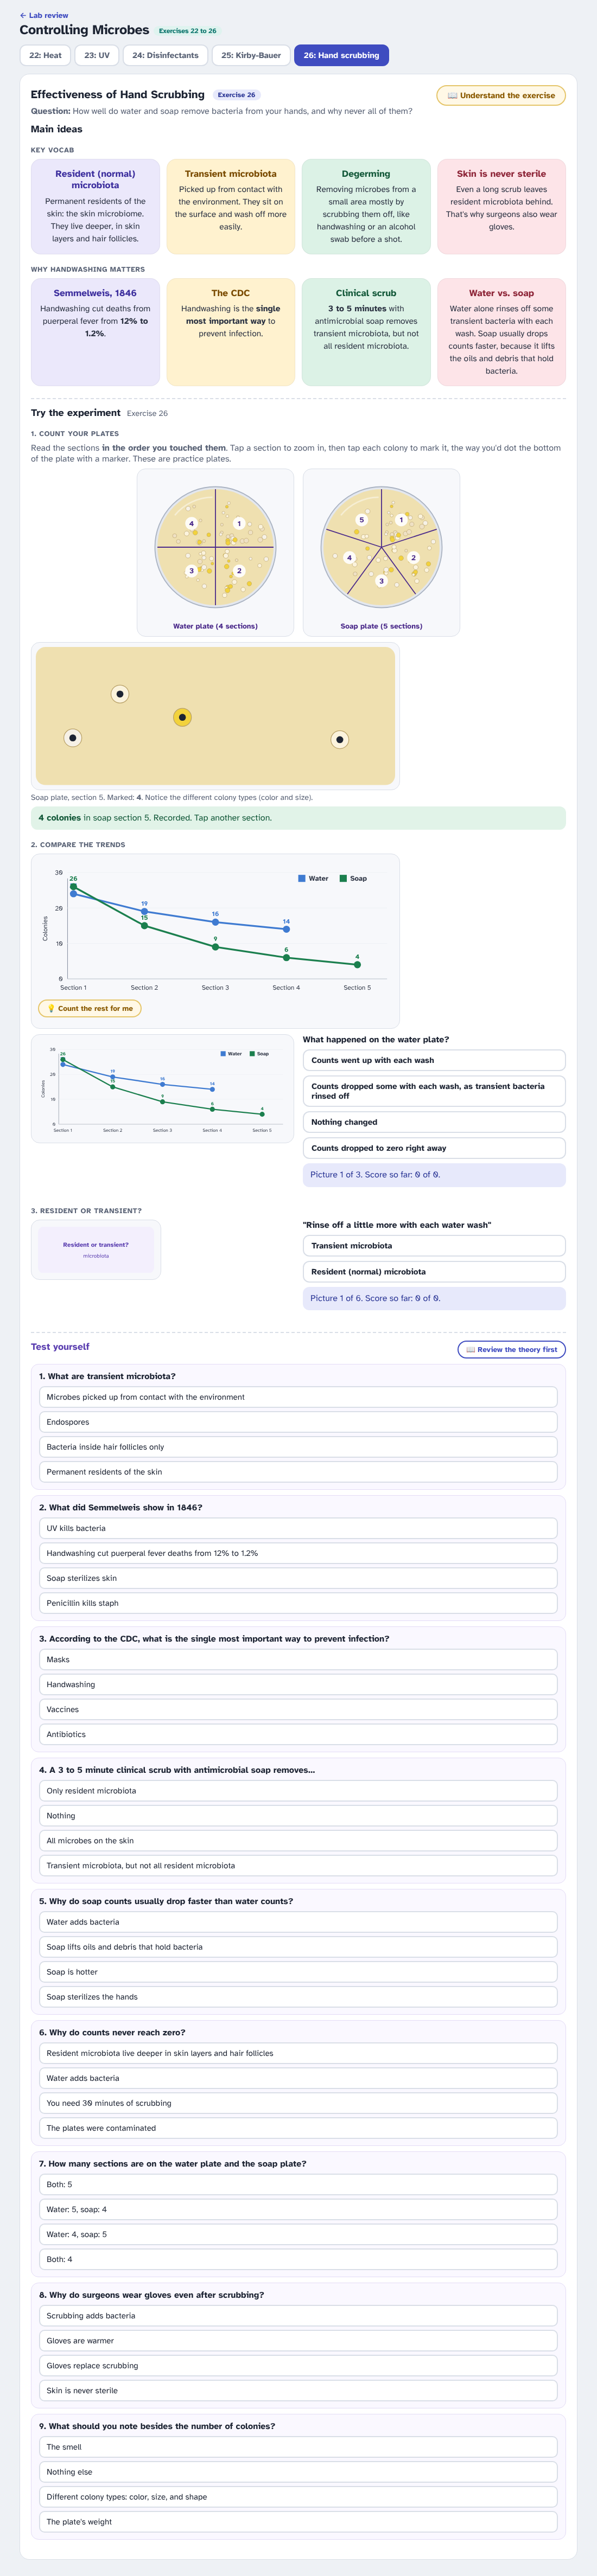 ← Lab review
Controlling Microbes Exercises 22 to 26
22: Heat
23: UV
24: Disinfectants
25: Kirby-Bauer
26: Hand scrubbing
Effectiveness of Hand Scrubbing Exercise 26
📖 Understand the exercise
Question: How well do water and soap remove bacteria from your hands, and why never all of them?
Main ideas
KEY VOCAB
Resident (normal)
microbiota
Permanent residents of the
skin: the skin microbiome.
They live deeper, in skin
layers and hair follicles.
Transient microbiota
Picked up from contact with
the environment. They sit on
the surface and wash off more
easily.
Degerming
Removing microbes from a
small area mostly by
scrubbing them off, like
handwashing or an alcohol
swab before a shot.
Skin is never sterile
Even a long scrub leaves
resident microbiota behind.
That's why surgeons also wear
gloves.
WHY HANDWASHING MATTERS
Semmelweis, 1846
Handwashing cut deaths from
puerperal fever from 12% to
1.2%.
The CDC
Handwashing is the single
most important way to
prevent infection.
Clinical scrub
3 to 5 minutes with
antimicrobial soap removes
transient microbiota, but not
all resident microbiota.
Water vs. soap
Water alone rinses off some
transient bacteria with each
wash. Soap usually drops
counts faster, because it lifts
the oils and debris that hold
bacteria.
Try the experiment Exercise 26
1. COUNT YOUR PLATES
Read the sections in the order you touched them. Tap a section to zoom in, then tap each colony to mark it, the way you'd dot the bottom
of the plate with a marker. These are practice plates.
4
1
3
2
Water plate (4 sections)
5
1
4
2
3
Soap plate (5 sections)
Soap plate, section 5. Marked: 4. Notice the different colony types (color and size).
4 colonies in soap section 5. Recorded. Tap another section.
2. COMPARE THE TRENDS
30
20
10
0
Colonies
Water
Soap
26
19
15
16
9
14
6
4
Section 1
Section 2
Section 3
Section 4
Section 5
💡 Count the rest for me
30
20
10
0
Colonies
Water
Soap
26
19
15
16
9
14
6
4
Section 1
Section 2
Section 3
Section 4
Section 5
What happened on the water plate?
Counts went up with each wash
Counts dropped some with each wash, as transient bacteria
rinsed off
Nothing changed
Counts dropped to zero right away
Picture 1 of 3. Score so far: 0 of 0.
3. RESIDENT OR TRANSIENT?
Resident or transient?
microbiota
"Rinse off a little more with each water wash"
Transient microbiota
Resident (normal) microbiota
Picture 1 of 6. Score so far: 0 of 0.
Test yourself
📖 Review the theory first
1. What are transient microbiota?
Microbes picked up from contact with the environment
Endospores
Bacteria inside hair follicles only
Permanent residents of the skin
2. What did Semmelweis show in 1846?
UV kills bacteria
Handwashing cut puerperal fever deaths from 12% to 1.2%
Soap sterilizes skin
Penicillin kills staph
3. According to the CDC, what is the single most important way to prevent infection?
Masks
Handwashing
Vaccines
Antibiotics
4. A 3 to 5 minute clinical scrub with antimicrobial soap removes...
Only resident microbiota
Nothing
All microbes on the skin
Transient microbiota, but not all resident microbiota
5. Why do soap counts usually drop faster than water counts?
Water adds bacteria
Soap lifts oils and debris that hold bacteria
Soap is hotter
Soap sterilizes the hands
6. Why do counts never reach zero?
Resident microbiota live deeper in skin layers and hair follicles
Water adds bacteria
You need 30 minutes of scrubbing
The plates were contaminated
7. How many sections are on the water plate and the soap plate?
Both: 5
Water: 5, soap: 4
Water: 4, soap: 5
Both: 4
8. Why do surgeons wear gloves even after scrubbing?
Scrubbing adds bacteria
Gloves are warmer
Gloves replace scrubbing
Skin is never sterile
9. What should you note besides the number of colonies?
The smell
Nothing else
Different colony types: color, size, and shape
The plate's weight